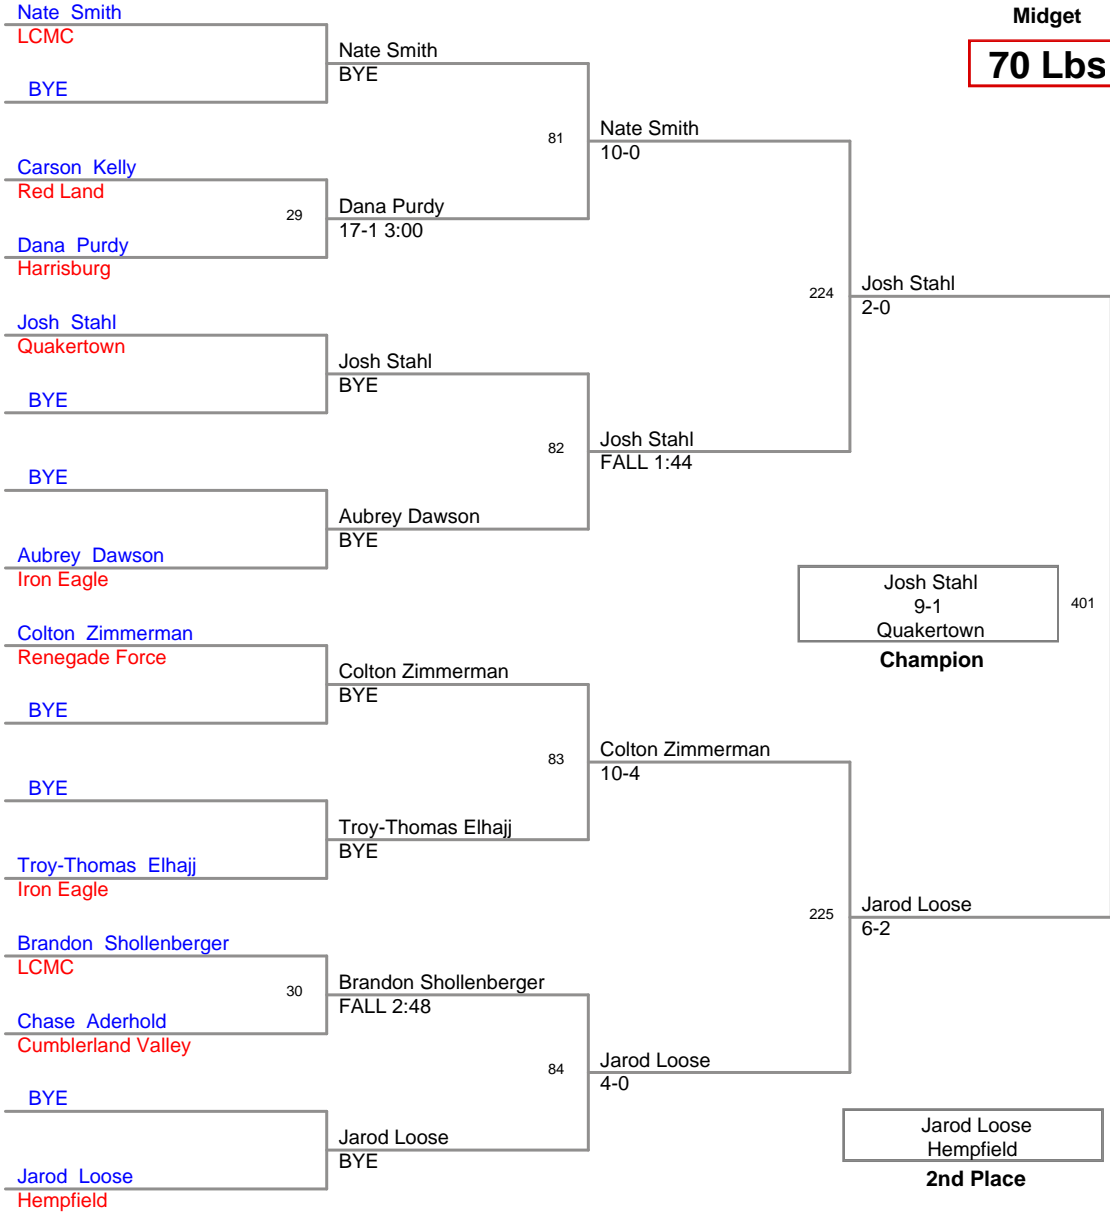 Nate  Smith
LCMC
BYE
Carson  Kelly
Red Land
29
Dana  Purdy
Harrisburg
Josh  Stahl
Quakertown
BYE
BYE
Aubrey  Dawson
Iron Eagle
Colton  Zimmerman
Renegade Force
BYE
BYE
Troy-Thomas  Elhajj
Iron Eagle
Brandon  Shollenberger
LCMC
30
Chase  Aderhold
Cumblerland Valley
BYE
Jarod  Loose
Hempfield
Nate Smith
BYE
81
Dana Purdy
17-1 3:00
Josh Stahl
BYE
82
Aubrey Dawson
BYE
Colton Zimmerman
BYE
83
Troy-Thomas Elhajj
BYE
Brandon Shollenberger
FALL 2:48
84
Jarod Loose
BYE
Nate Smith
10-0
224
Josh Stahl
FALL 1:44
Colton Zimmerman
10-4
225
Jarod Loose
4-0
Midget
70 Lbs
Josh Stahl
2-0
Josh Stahl
9-1
Quakertown
401
Champion
Jarod Loose
6-2
Jarod Loose
Hempfield
2nd Place